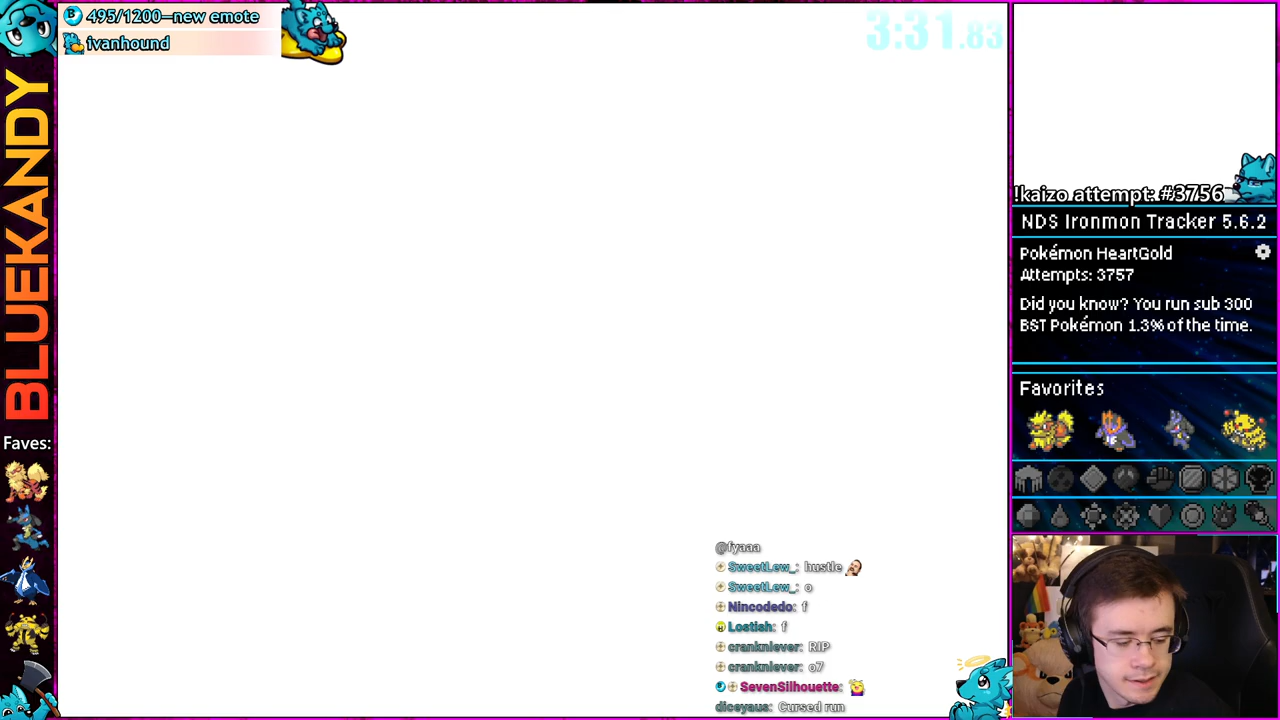 495/1200—new emote
ivanhound
3:31.83
BLUEKANDY
Faves:
!kaizo attempt: #3756
NDS Ironmon Tracker 5.6.2
Pokémon HeartGold
Attempts: 3757
Did you know? You run sub 300
BST Pokémon 1.3% of the time.
Favorites
@fyaaa
SweetLew_: hustle
SweetLew_: o
Nincodedo: f
Lostish: f
crankniever: RIP
crankniever: o7
SevenSilhouette:
diceyaus: Cursed run